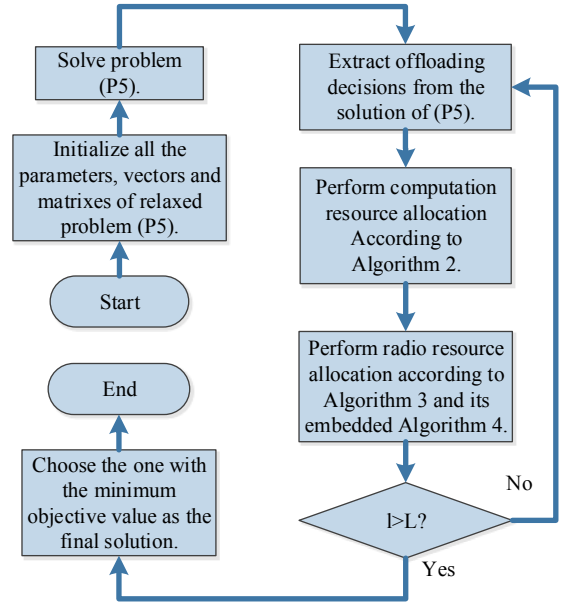 Start
Initialize all the
parameters, vectors and
matrixes of relaxed
problem (P5).
Solve problem
(P5).
Extract offloading
decisions from the
solution of (P5).
Perform computation
resource allocation
According to
Algorithm 2.
Perform radio resource
allocation according to
Algorithm 3 and its
embedded Algorithm 4.
l>L?
No
Yes
Choose the one with
the minimum
objective value as the
final solution.
End